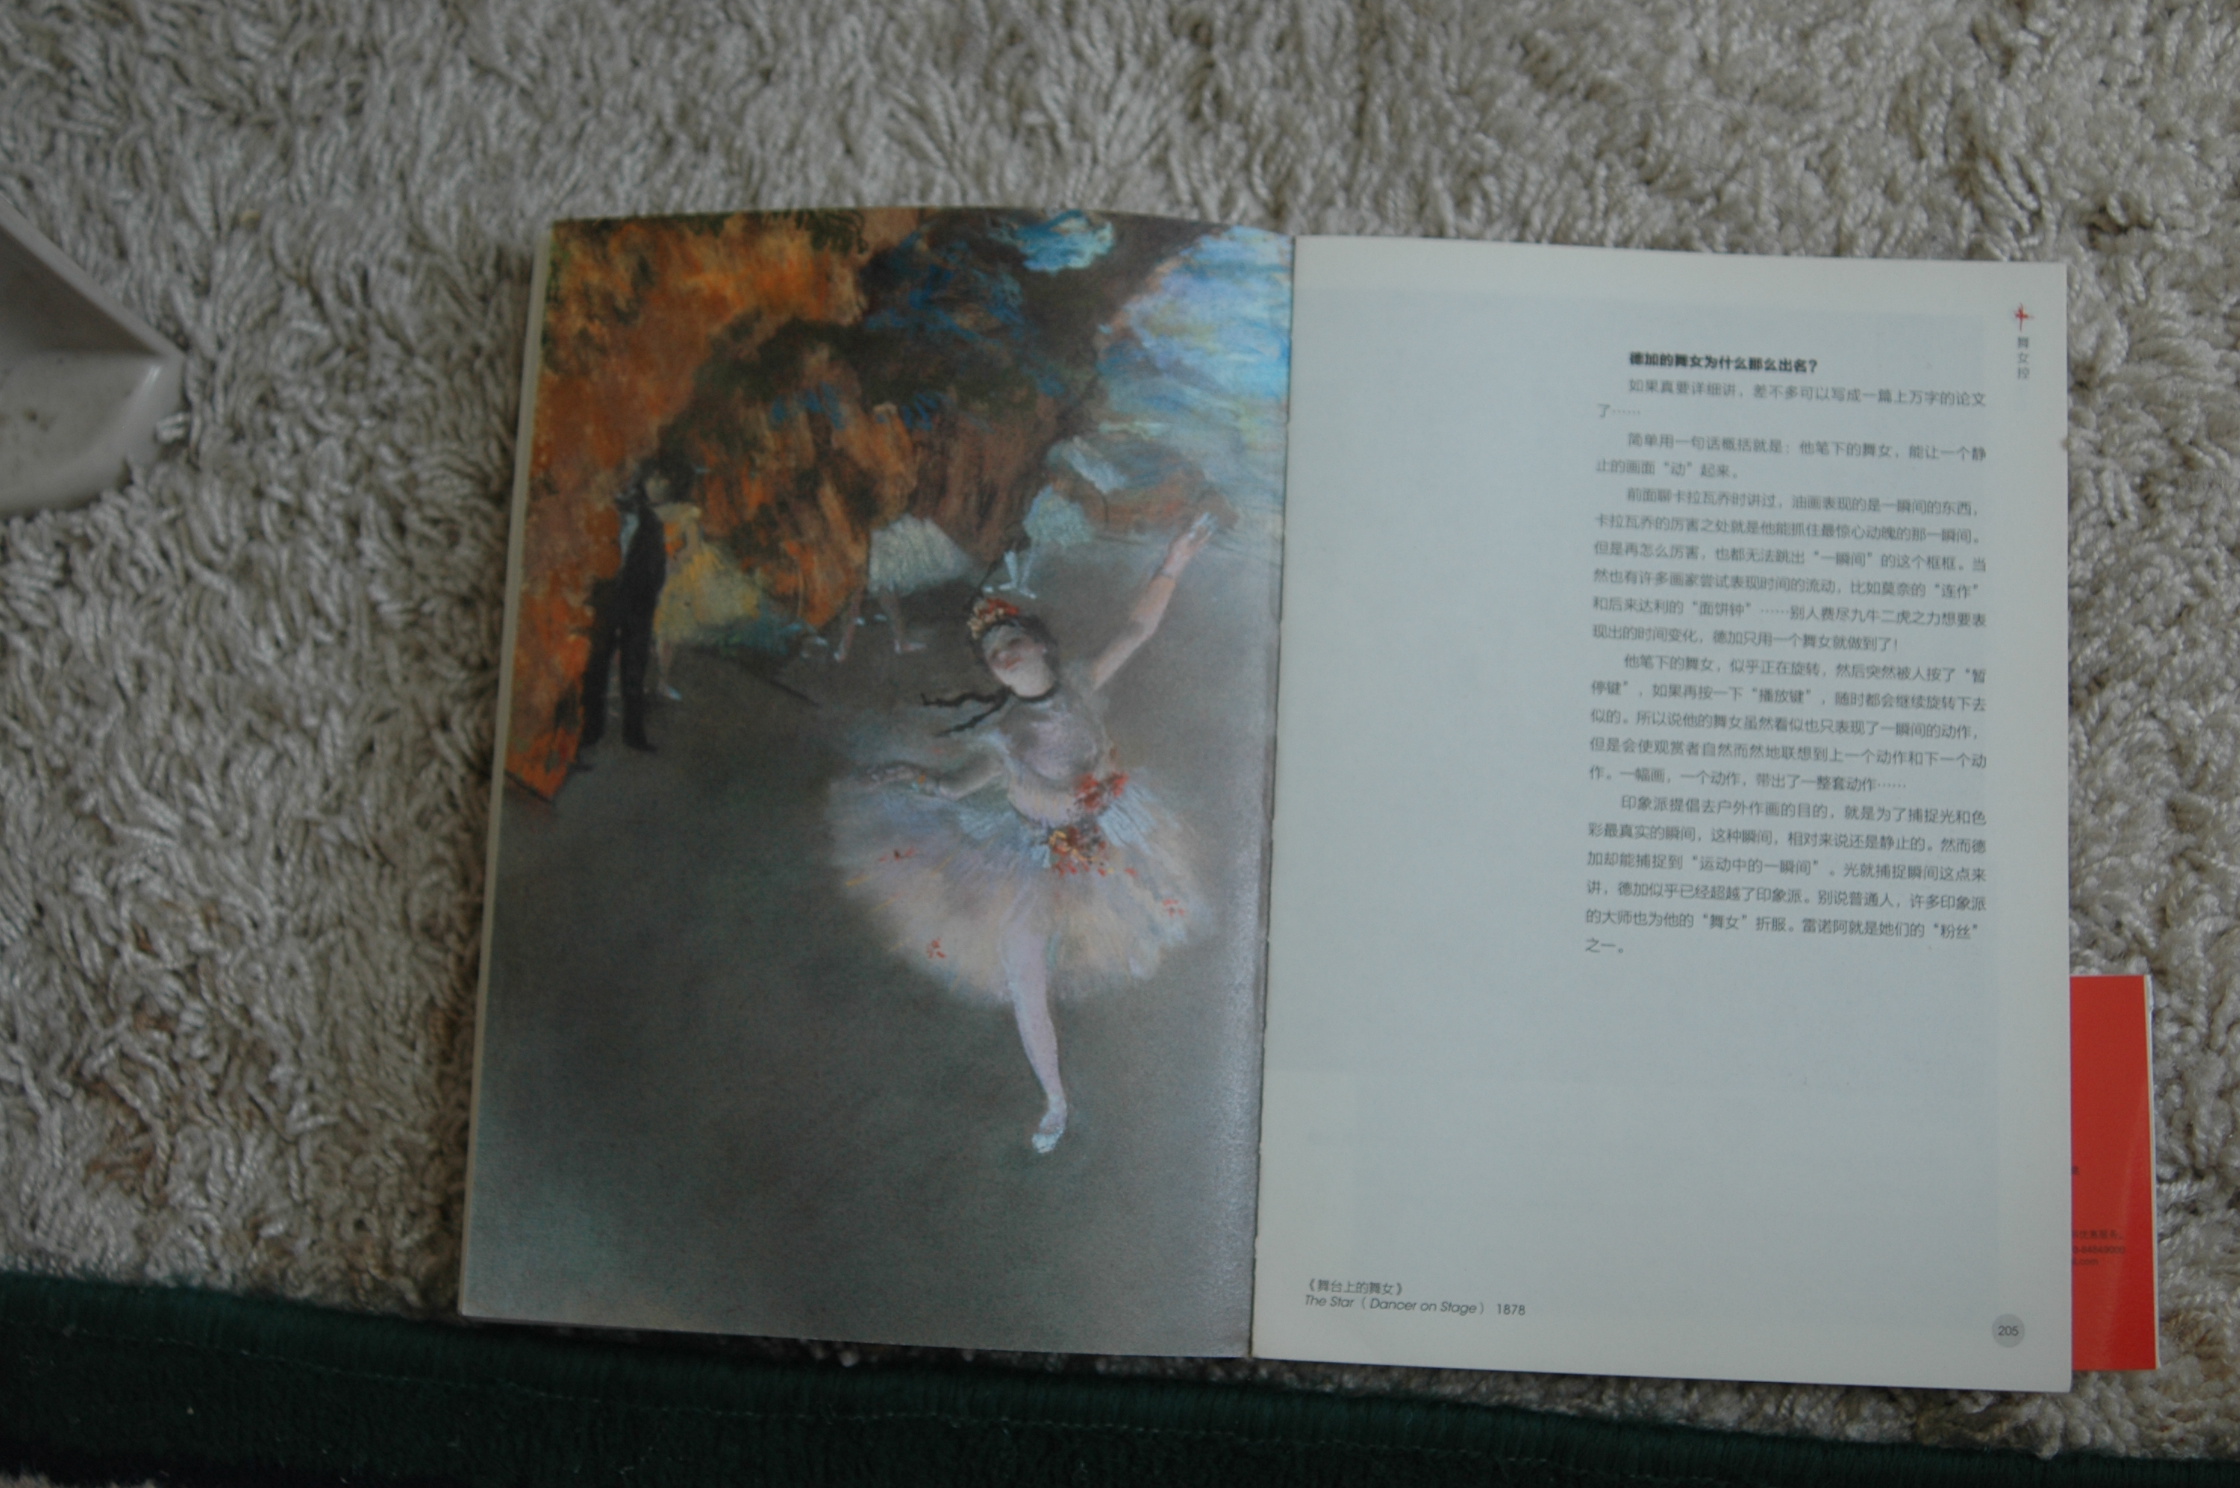 舞女控
德加的舞女为什么那么出名?
如果真要详细讲,差不多可以写成一篇上万字的论文
了……
简单用一句话概括就是:他笔下的舞女,能让一个静
止的画面“动”起来。
前面聊卡拉瓦乔时讲过,油画表现的是一瞬间的东西,
卡拉瓦乔的厉害之处就是他能抓住最惊心动魄的那一瞬间。
但是再怎么厉害,也都无法跳出“一瞬间”的这个框框。当
然也有许多画家尝试表现时间的流动,比如莫奈的“连作”
和后来达利的“面饼钟”……别人费尽九牛二虎之力想要表
现出的时间变化,德加只用一个舞女就做到了!
他笔下的舞女,似乎正在旋转,然后突然被人按了“暂
停键”,如果再按一下“播放键”,随时都会继续旋转下去
似的。所以说他的舞女虽然看似也只表现了一瞬间的动作,
但是会使观赏者自然而然地联想到上一个动作和下一个动
作。一幅画,一个动作,带出了一整套动作……
印象派提倡去户外作画的目的,就是为了捕捉光和色
彩最真实的瞬间,这种瞬间,相对来说还是静止的。然而德
加却能捕捉到“运动中的一瞬间”。光就捕捉瞬间这点来
讲,德加似乎已经超越了印象派。别说普通人,许多印象派
的大师也为他的“舞女”折服。雷诺阿就是她们的“粉丝”
之一。
《舞台上的舞女》
The Star（Dancer on Stage） 1878
205